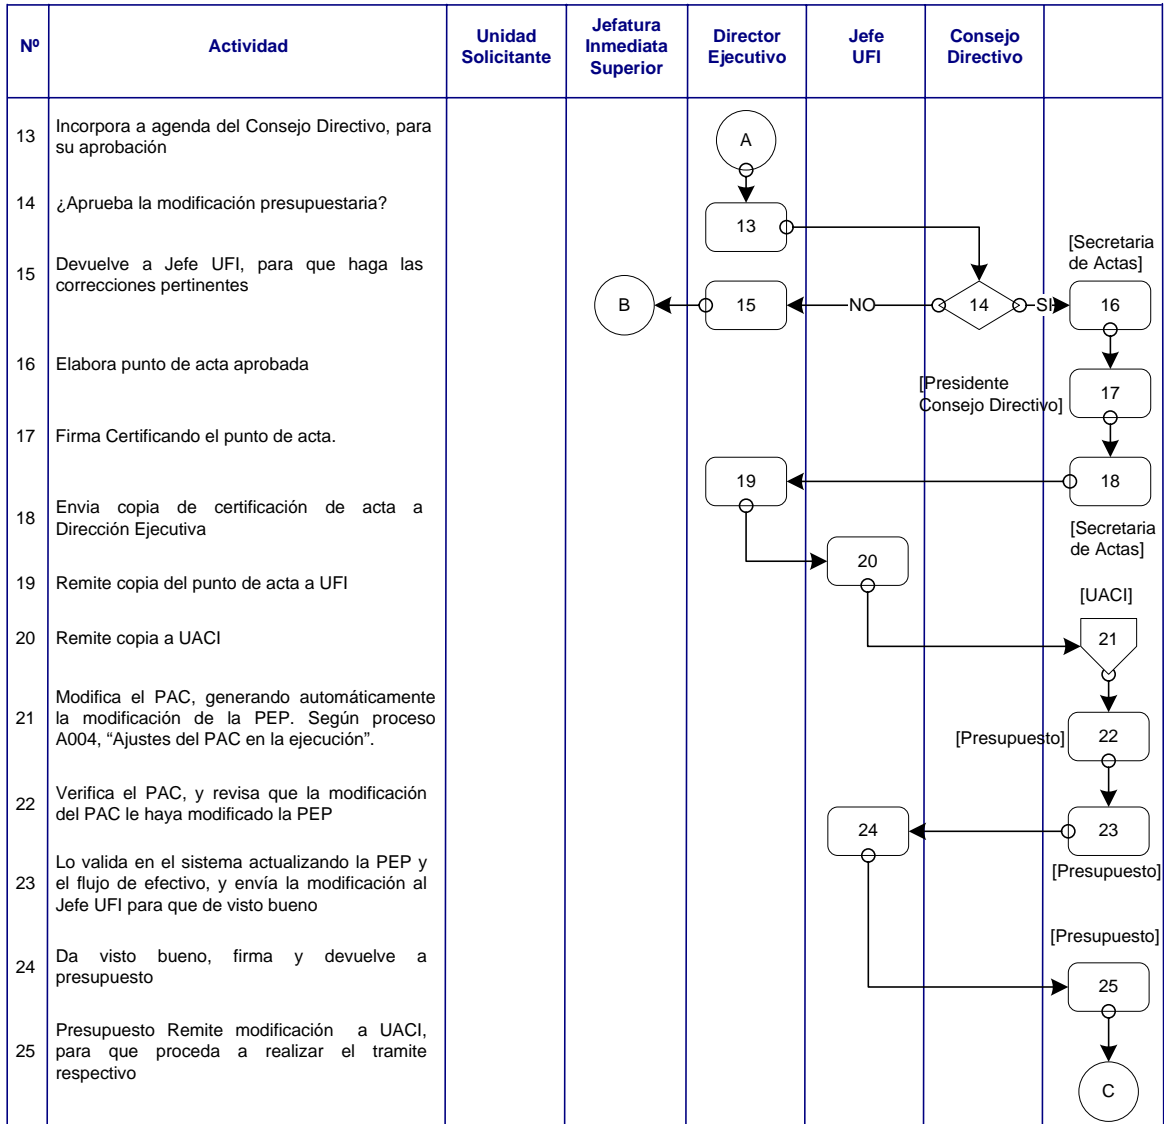 Nº
Actividad
Unidad
Solicitante
Jefatura
Inmediata
Superior
Director
Ejecutivo
Jefe
UFI
Consejo
Directivo
13
Incorpora a agenda del Consejo Directivo, para
su aprobación
A
14
¿Aprueba la modificación presupuestaria?
13
[Secretaria
de Actas]
15
Devuelve a Jefe UFI, para que haga las
correcciones pertinentes
B
15
NO
14
SI
16
16
Elabora punto de acta aprobada
[Presidente
Consejo Directivo]
17
17
Firma Certificando el punto de acta.
19
18
18
Envia copia de certificación de acta a
Dirección Ejecutiva
[Secretaria
de Actas]
19
Remite copia del punto de acta a UFI
20
[UACI]
20
Remite copia a UACI
21
21
Modifica el PAC, generando automáticamente
la modificación de la PEP. Según proceso
A004, “Ajustes del PAC en la ejecución”.
[Presupuesto]
22
22
Verifica el PAC, y revisa que la modificación
del PAC le haya modificado la PEP
24
23
[Presupuesto]
23
Lo valida en el sistema actualizando la PEP y
el flujo de efectivo, y envía la modificación al
Jefe UFI para que de visto bueno
[Presupuesto]
24
Da visto bueno, firma y devuelve a
presupuesto
25
25
Presupuesto Remite modificación a UACI,
para que proceda a realizar el tramite
respectivo
C